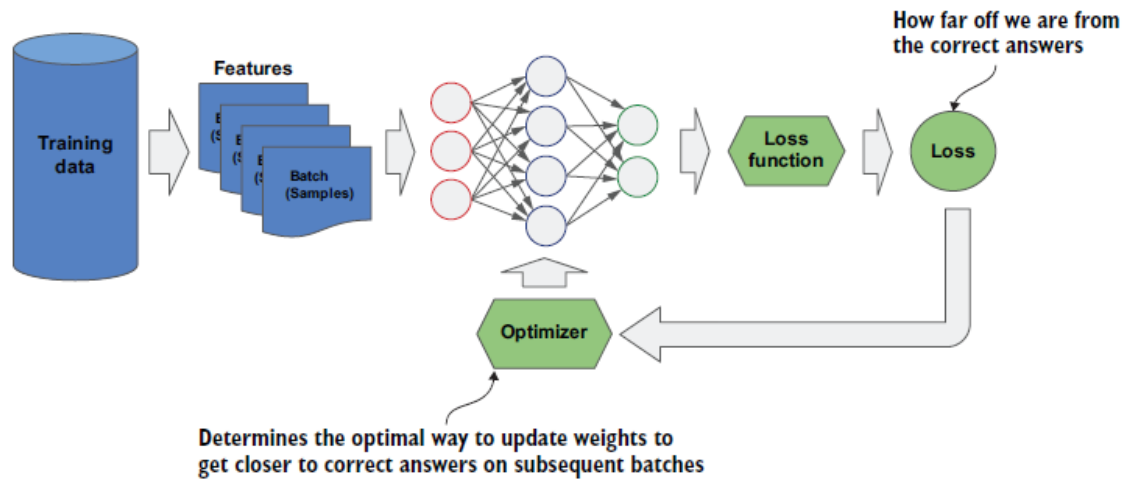 How far off we are from
the correct answers
Features
Training
data
B
(S
B
(S
B
(S
Batch
(Samples)
Loss
function
Loss
Optimizer
Determines the optimal way to update weights to
get closer to correct answers on subsequent batches